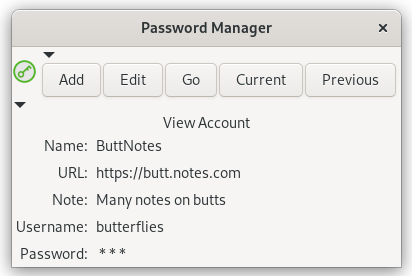 Password Manager ×
Add Edit Go Current Previous
View Account
Name: ButtNotes
URL: https://butt.notes.com
Note: Many notes on butts
Username: butterflies
Password: ***